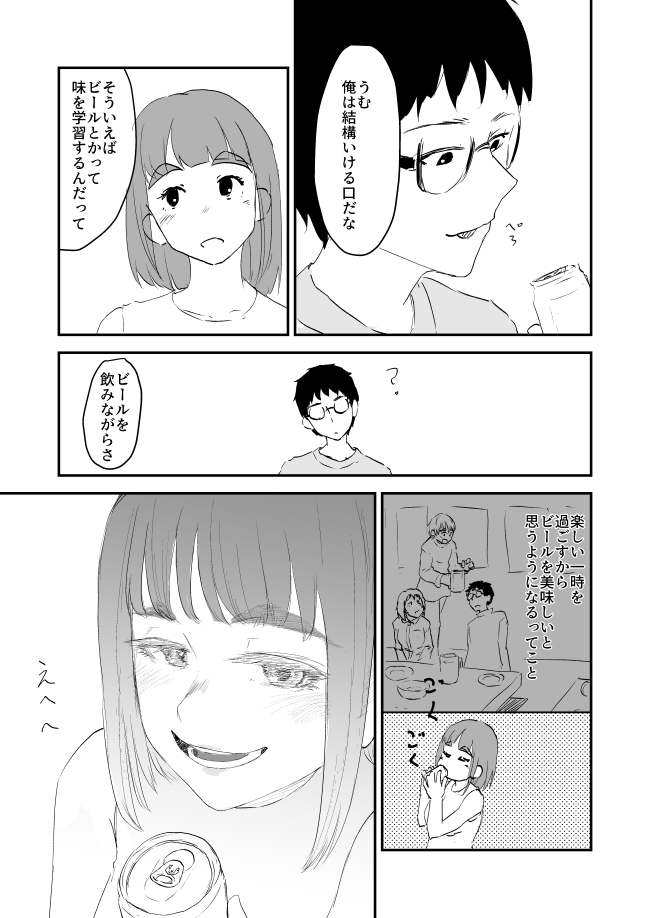 うむ
俺は結構いける口だな
ぺろ
そういえば
ビールとかって
味を学習するんだって
？
ビールを
飲みながらさ
楽しい一時を
過ごすから
ビールを美味しいと
思うようになるってこと
ごく
ごく
えへへ